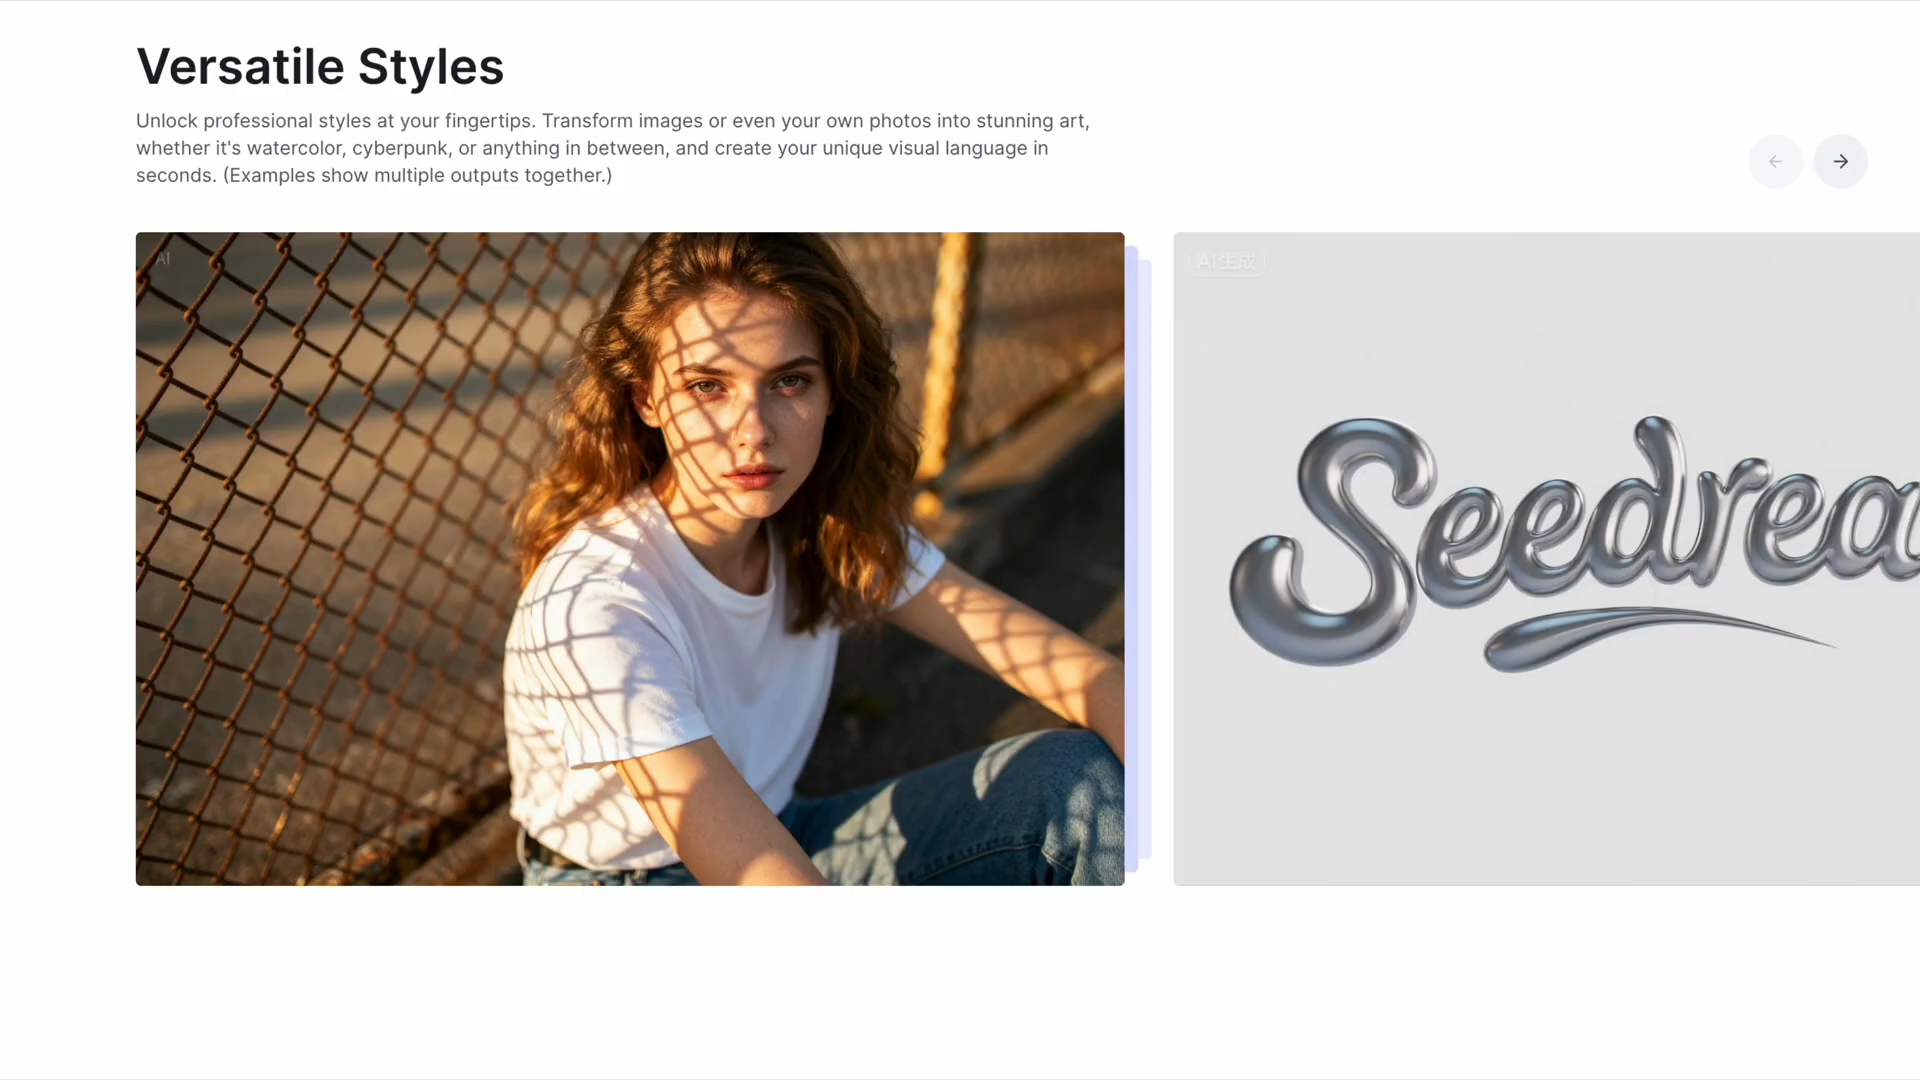 Versatile Styles
Unlock professional styles at your fingertips. Transform images or even your own photos into stunning art,
whether it's watercolor, cyberpunk, or anything in between, and create your unique visual language in
seconds. (Examples show multiple outputs together.)
AI
AI生成
Seedrea